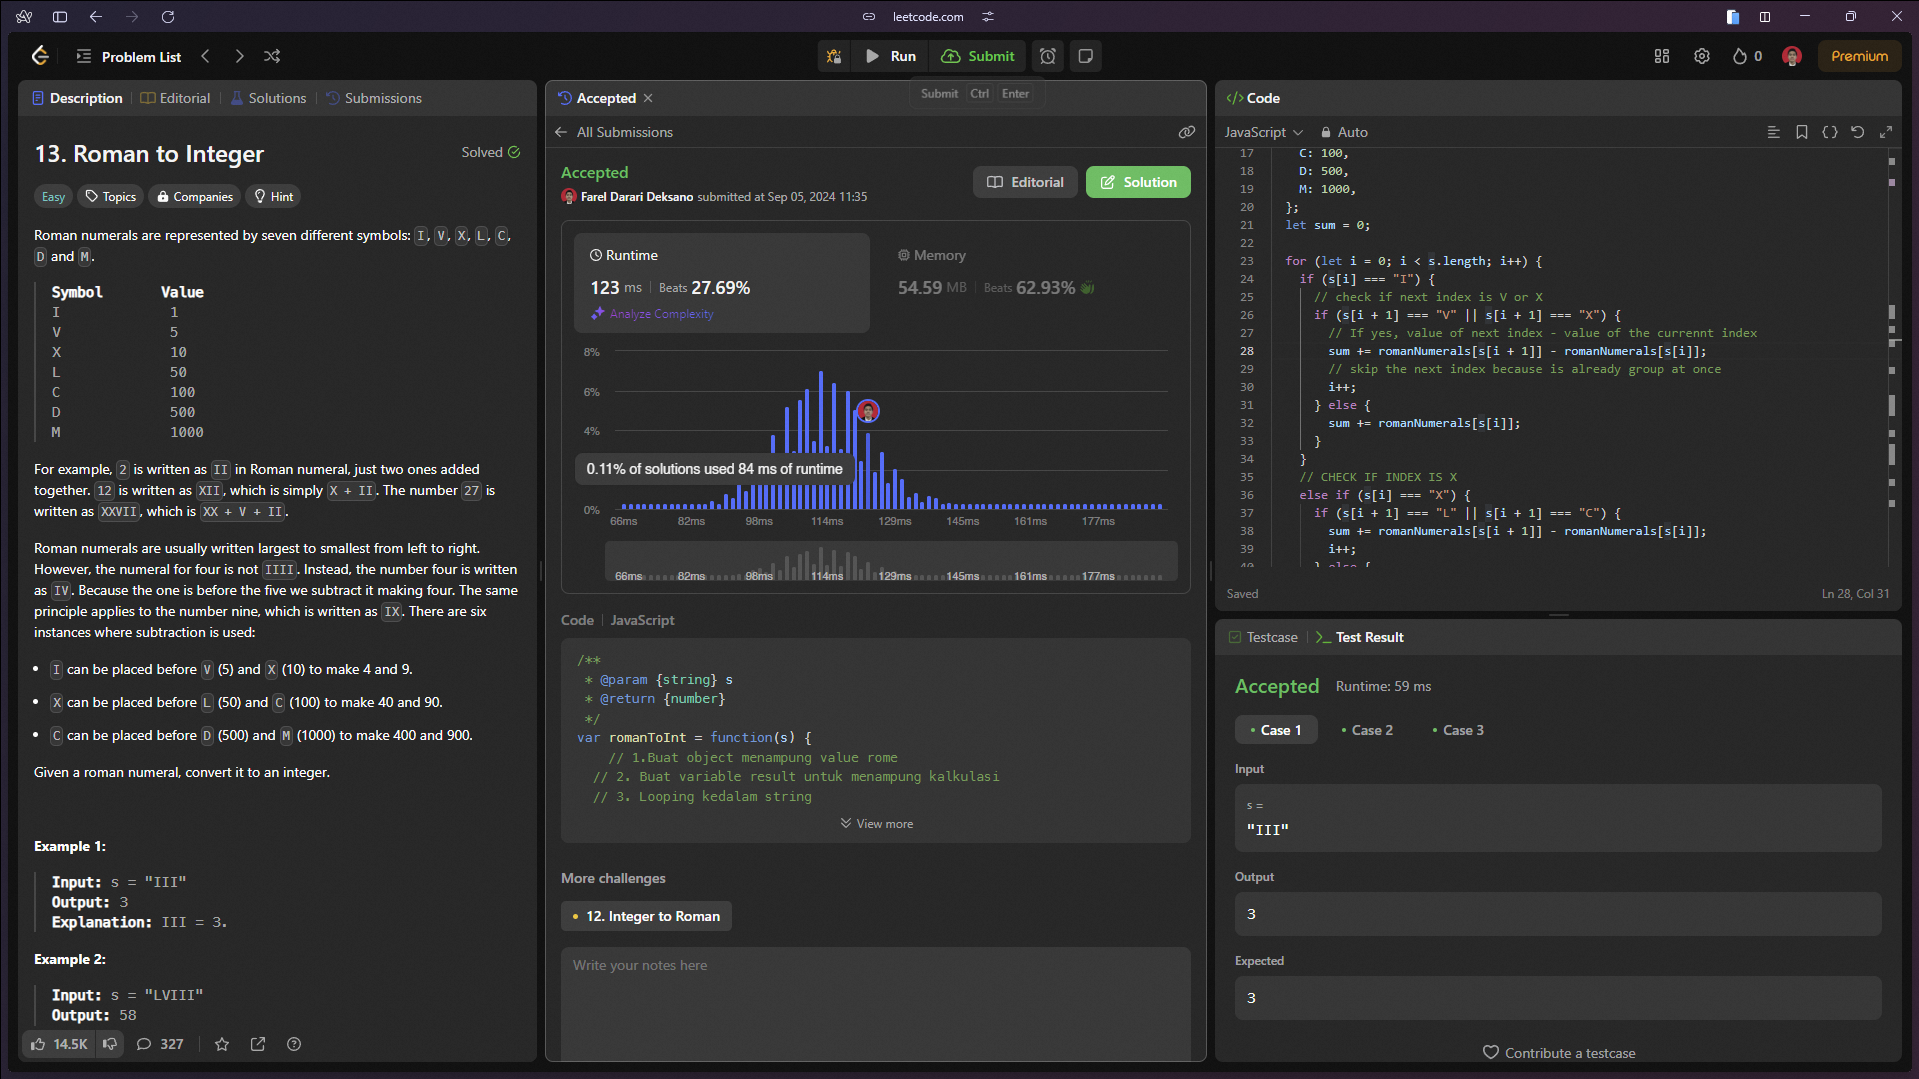 leetcode.com
Problem List
Run
Submit
0
Premium
Description
Editorial
Solutions
Submissions
13. Roman to Integer
Solved
Easy
Topics
Companies
Hint
Roman numerals are represented by seven different symbols: I, V, X, L, C,
D and M.
Symbol Value
I 1
V 5
X 10
L 50
C 100
D 500
M 1000
For example, 2 is written as II in Roman numeral, just two ones added
together. 12 is written as XII, which is simply X + II. The number 27 is
written as XXVII, which is XX + V + II.
Roman numerals are usually written largest to smallest from left to right.
However, the numeral for four is not IIII. Instead, the number four is written
as IV. Because the one is before the five we subtract it making four. The same
principle applies to the number nine, which is written as IX. There are six
instances where subtraction is used:
• I can be placed before V (5) and X (10) to make 4 and 9.
• X can be placed before L (50) and C (100) to make 40 and 90.
• C can be placed before D (500) and M (1000) to make 400 and 900.
Given a roman numeral, convert it to an integer.
Example 1:
Input: s = "III"
Output: 3
Explanation: III = 3.
Example 2:
Input: s = "LVIII"
Output: 58
14.5K
327
Accepted
Submit Ctrl Enter
All Submissions
Accepted
Farel Darari Deksano submitted at Sep 05, 2024 11:35
Editorial
Solution
Runtime
123 ms | Beats 27.69%
Analyze Complexity
Memory
54.59 MB | Beats 62.93%
8%
6%
4%
0.11% of solutions used 84 ms of runtime
0%
66ms 82ms 98ms 114ms 129ms 145ms 161ms 177ms
66ms 82ms 98ms 114ms 129ms 145ms 161ms 177ms
Code | JavaScript
/**
* @param {string} s
* @return {number}
*/
var romanToInt = function(s) {
// 1.Buat object menampung value rome
// 2. Buat variable result untuk menampung kalkulasi
// 3. Looping kedalam string
View more
More challenges
12. Integer to Roman
Write your notes here
</> Code
JavaScript
Auto
17 C: 100,
18 D: 500,
19 M: 1000,
20 };
21 let sum = 0;
22
23 for (let i = 0; i < s.length; i++) {
24 if (s[i] === "I") {
25 // check if next index is V or X
26 if (s[i + 1] === "V" || s[i + 1] === "X") {
27 // If yes, value of next index - value of the currennt index
28 sum += romanNumerals[s[i + 1]] - romanNumerals[s[i]];
29 // skip the next index because is already group at once
30 i++;
31 } else {
32 sum += romanNumerals[s[i]];
33 }
34 }
35 // CHECK IF INDEX IS X
36 else if (s[i] === "X") {
37 if (s[i + 1] === "L" || s[i + 1] === "C") {
38 sum += romanNumerals[s[i + 1]] - romanNumerals[s[i]];
39 i++;
40 } else {
Saved
Ln 28, Col 31
Testcase
Test Result
Accepted
Runtime: 59 ms
Case 1
Case 2
Case 3
Input
s =
"III"
Output
3
Expected
3
Contribute a testcase